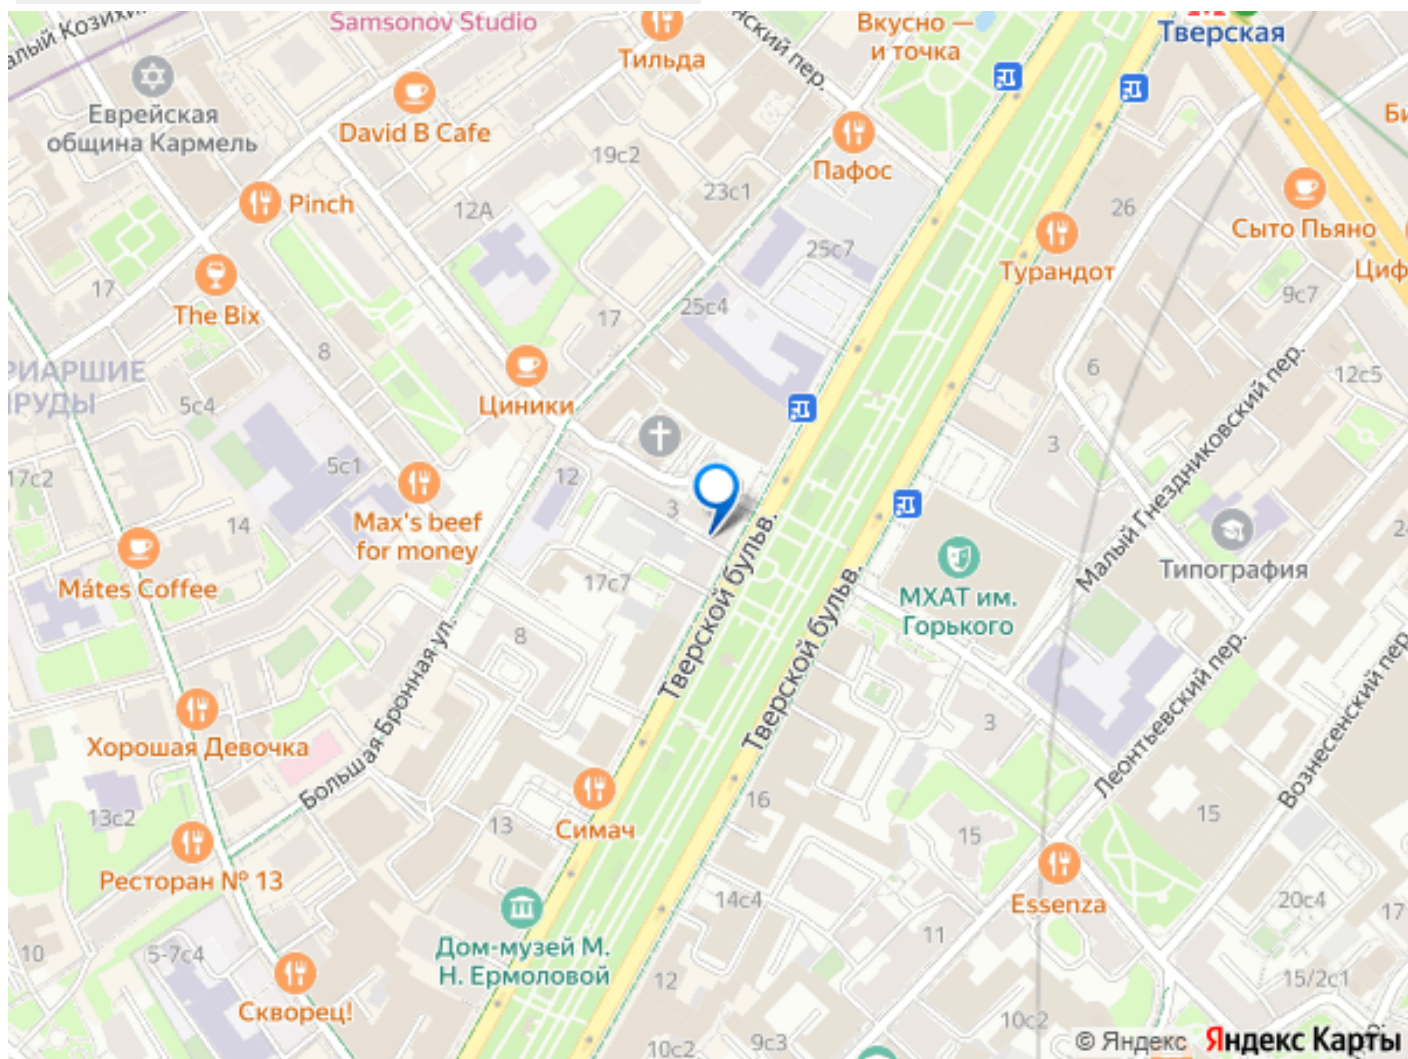 Samsonov Studio
Тильда
Вкусно —
и точка
Тверская
Еврейская
община Кармель
David B Cafe
19с2
Пафос
23с1
12А
Pinch
26
Сыто Пьяно
25с7
Турандот
17
The Bix
25с4
17
9с7
8
6
12с5
5с4
Циники
3
5с1
12
17с2
14
Max's beef
for money
3
Тверской бульв.
Малый Гнездниковский пер.
Типография
Mátes Coffee
17с7
МХАТ им.
Горького
8
Тверской бульв.
Большая Бронная ул.
Леонтьевский пер.
Хорошая Девочка
3
13с2
Симач
13
16
15
15
Ресторан № 13
14с4
Essenza
20с4
17
11
Дом-музей М.
Н. Ермоловой
10
5-7с4
12
15/2с1
Скворец!
10с2
9с3
10с2
© Яндекс Яндекс Карты